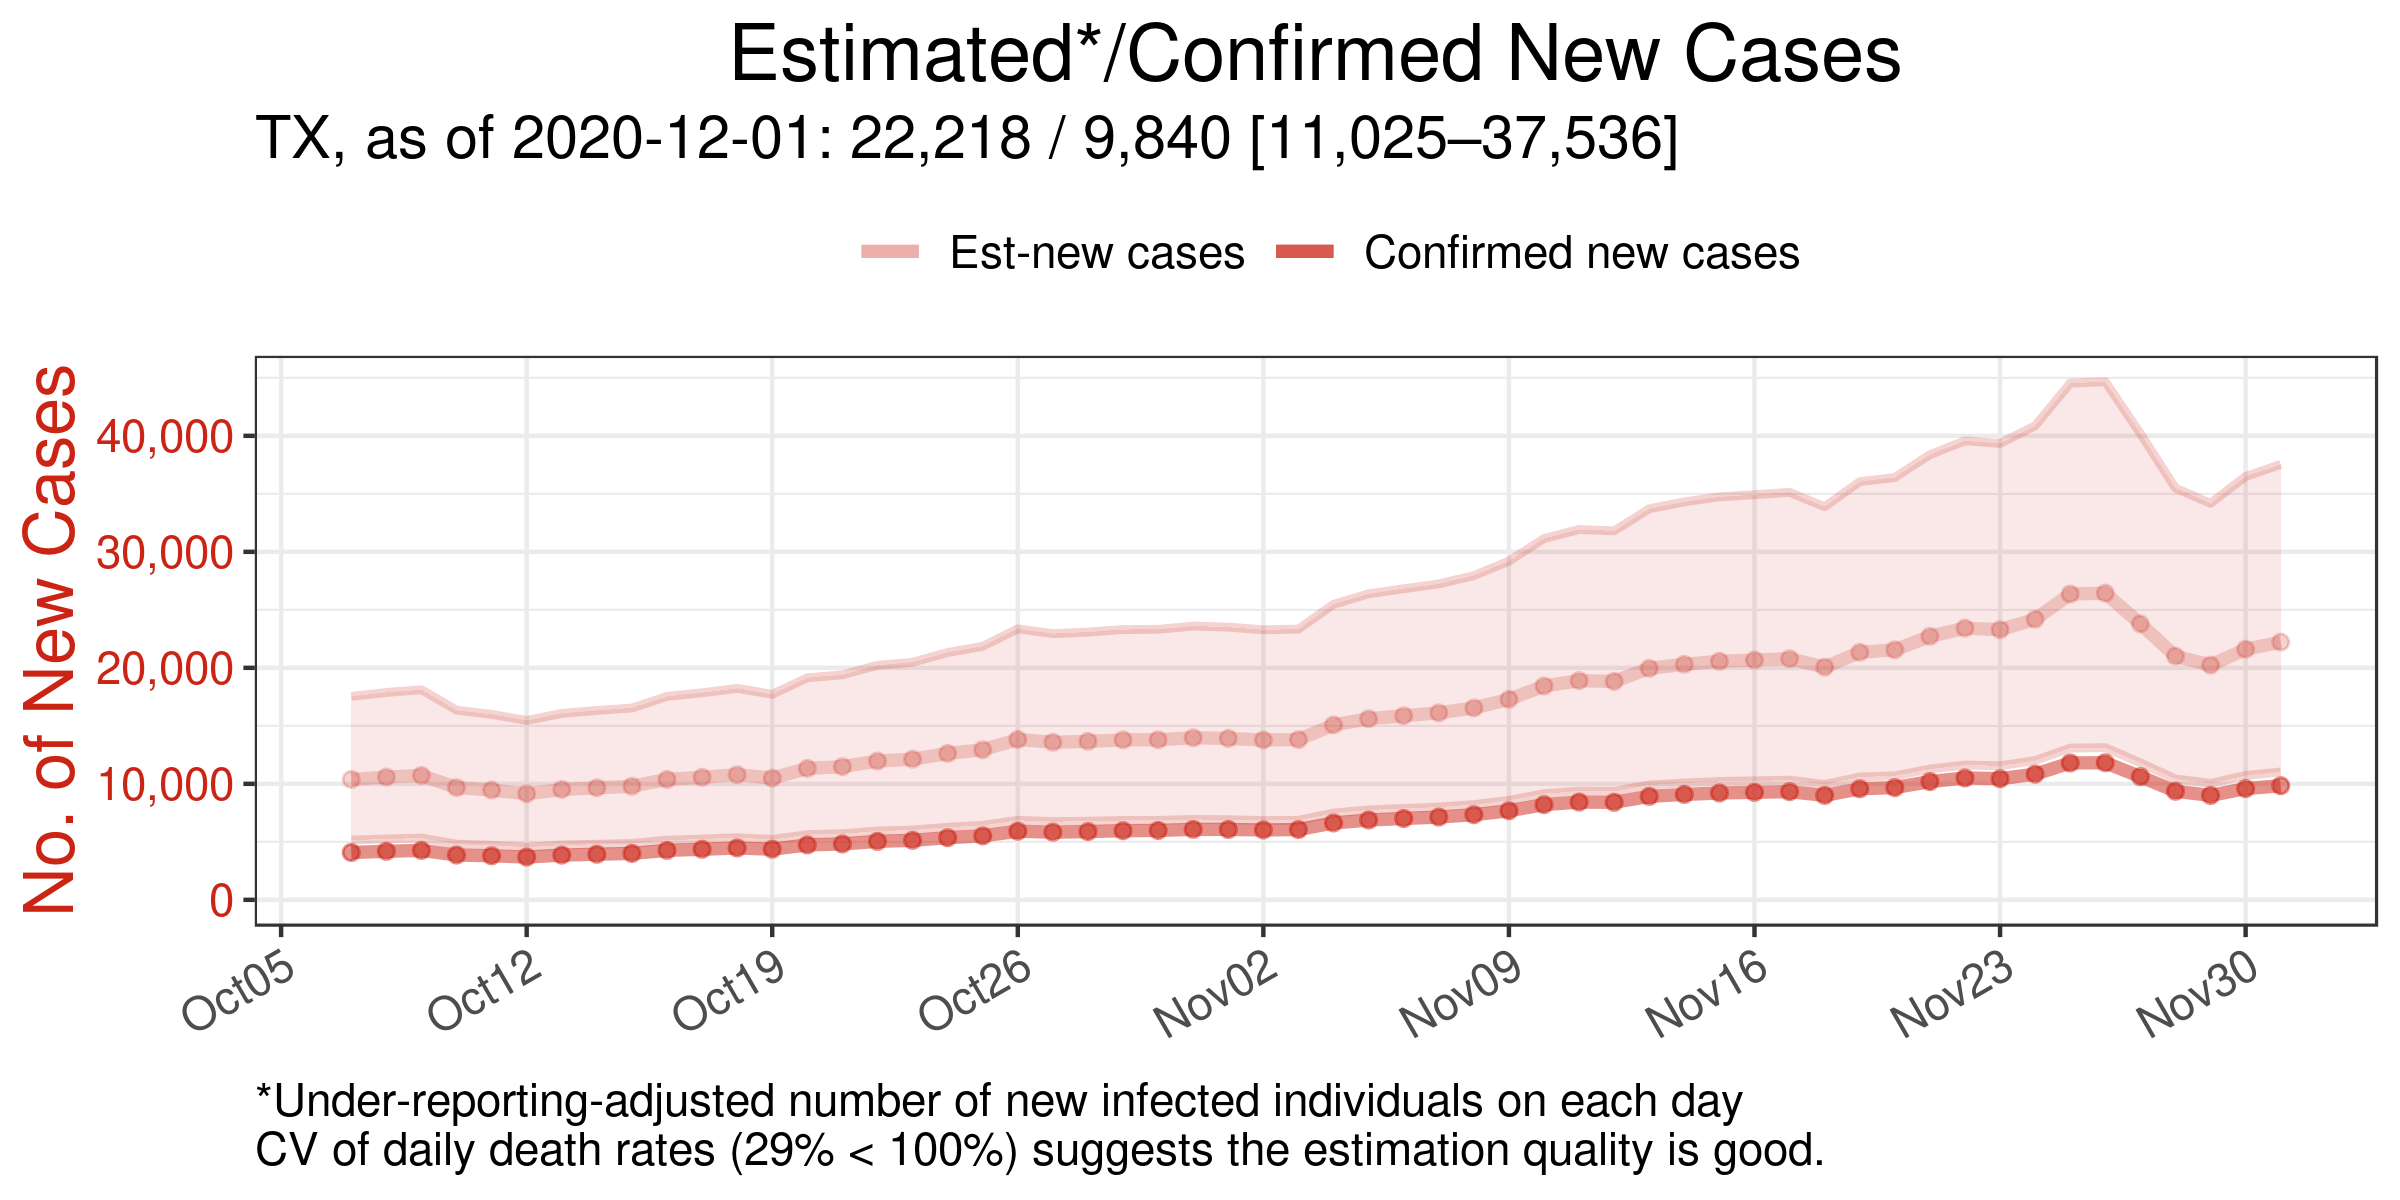 Estimated*/Confirmed New Cases
TX, as of 2020-12-01: 22,218 / 9,840 [11,025–37,536]
Est-new cases
Confirmed new cases
No. of New Cases
40,000
30,000
20,000
10,000
0
Oct05
Oct12
Oct19
Oct26
Nov02
Nov09
Nov16
Nov23
Nov30
*Under-reporting-adjusted number of new infected individuals on each day
CV of daily death rates (29% < 100%) suggests the estimation quality is good.